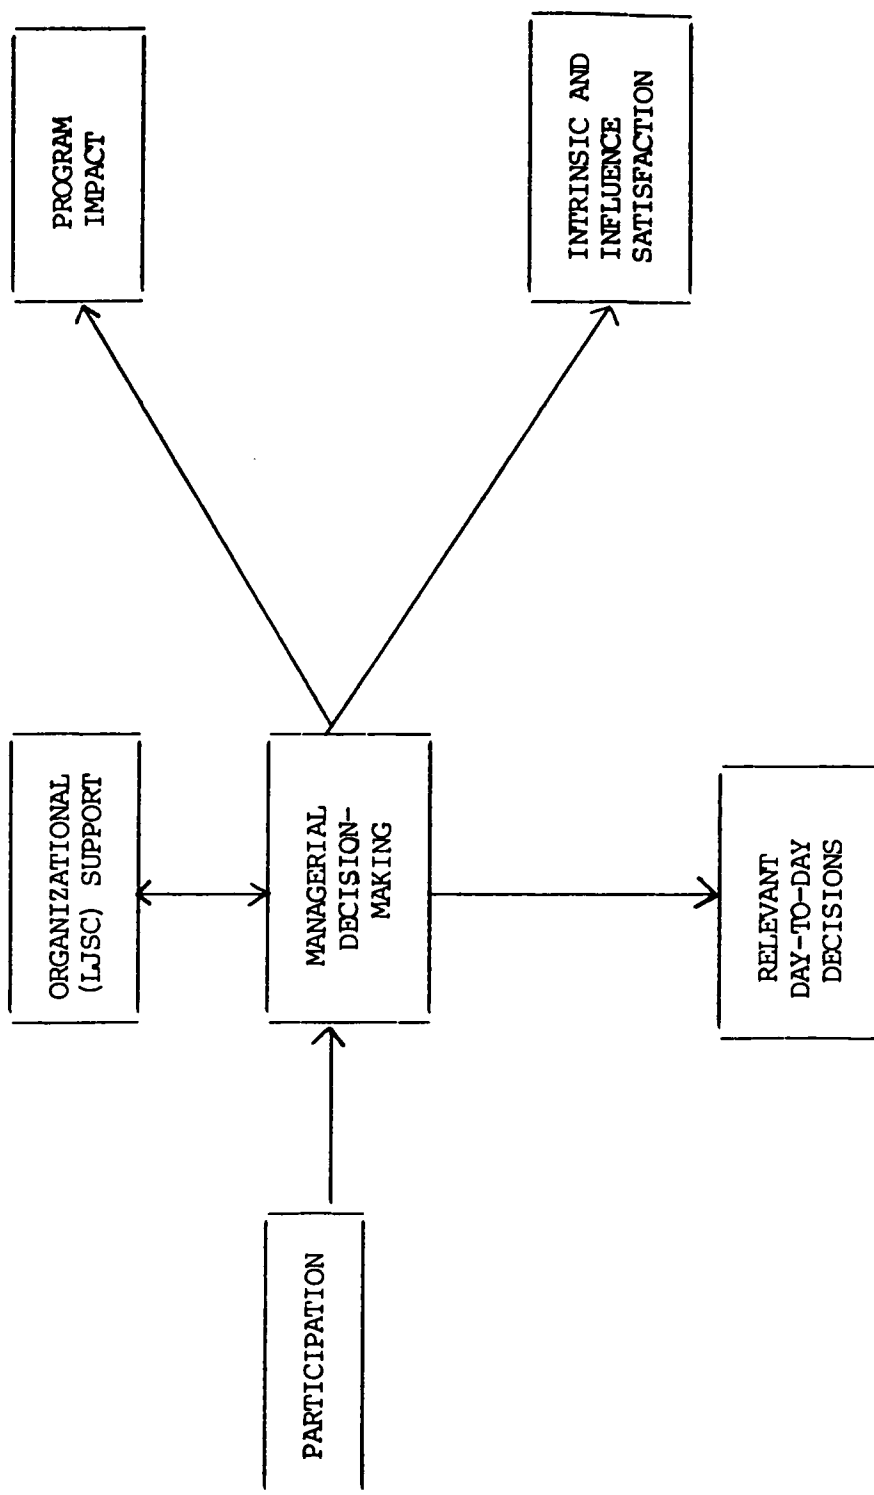 ORGANIZATIONAL
(LJSC) SUPPORT
PROGRAM
IMPACT
PARTICIPATION
MANAGERIAL
DECISION-
MAKING
INTRINSIC AND
INFLUENCE
SATISFACTION
RELEVANT
DAY-TO-DAY
DECISIONS